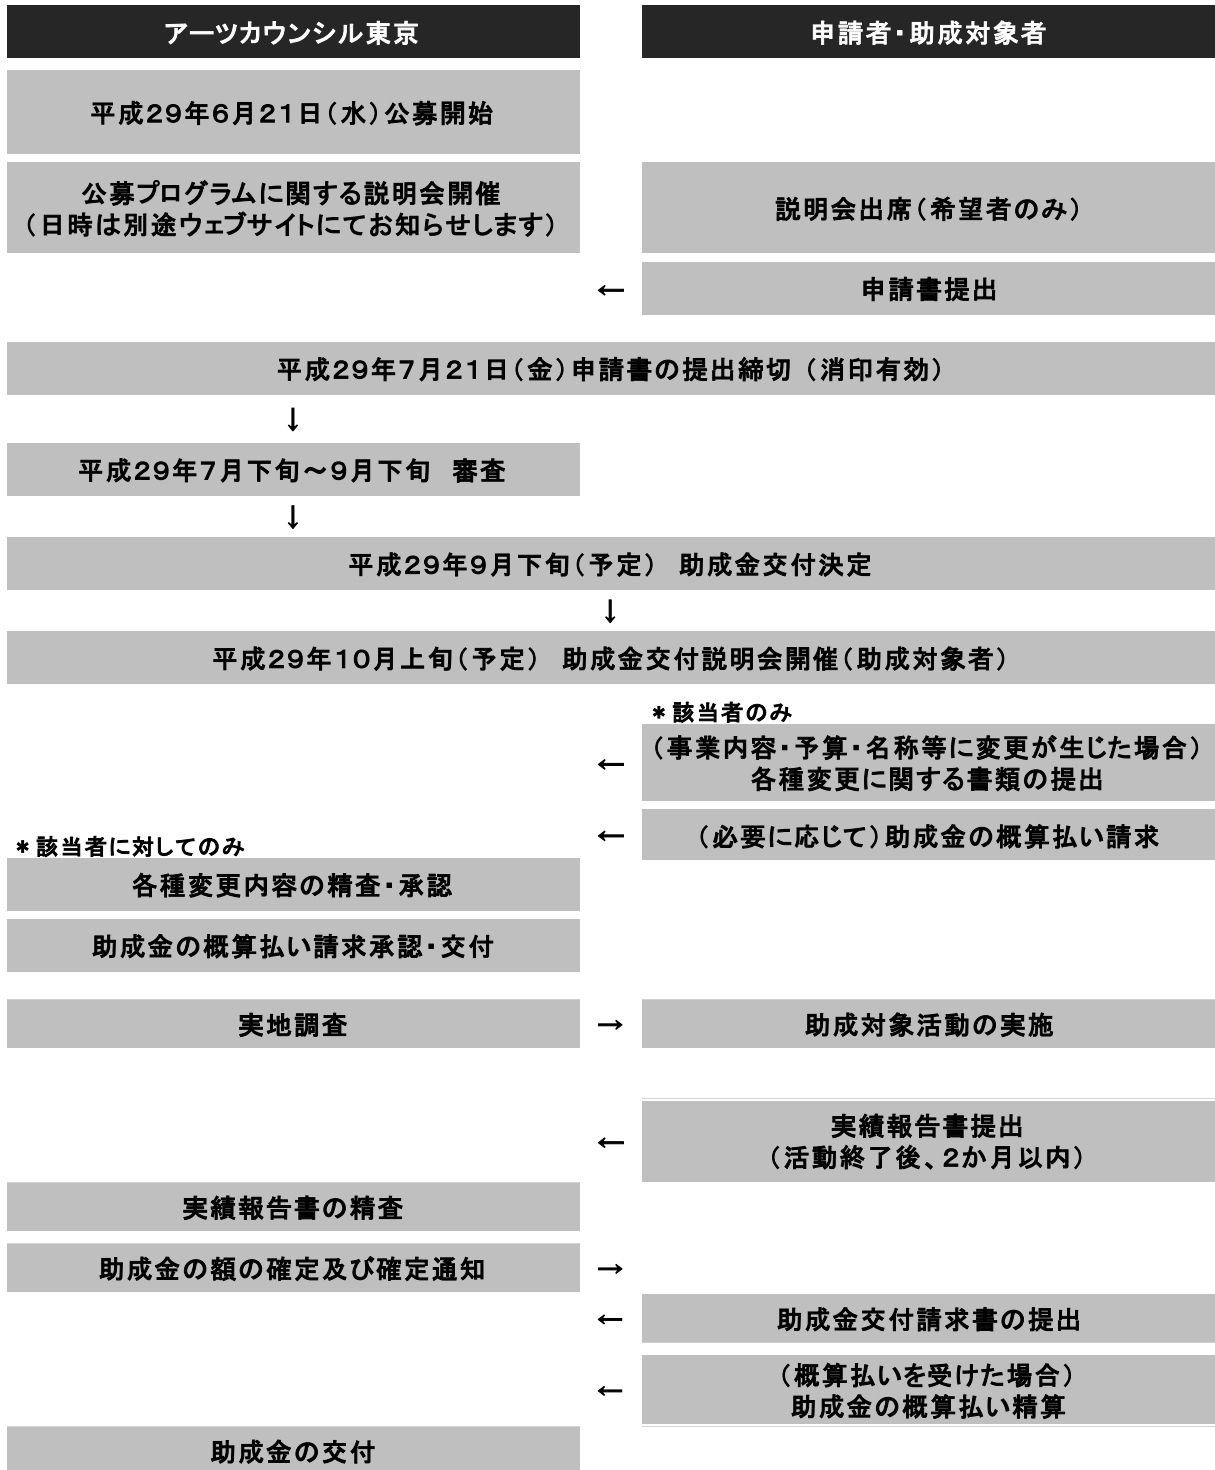 アーツカウンシル東京
申請者・助成対象者
平成29年6月21日（水）公募開始
公募プログラムに関する説明会開催
（日時は別途ウェブサイトにてお知らせします）
説明会出席（希望者のみ）
←
申請書提出
平成29年7月21日（金）申請書の提出締切（消印有効）
↓
平成29年7月下旬～9月下旬　審査
↓
平成29年9月下旬（予定）　助成金交付決定
↓
平成29年10月上旬（予定）　助成金交付説明会開催（助成対象者）
＊該当者のみ
←
（事業内容・予算・名称等に変更が生じた場合）
各種変更に関する書類の提出
←
（必要に応じて）助成金の概算払い請求
＊該当者に対してのみ
各種変更内容の精査・承認
助成金の概算払い請求承認・交付
実地調査
→
助成対象活動の実施
←
実績報告書提出
（活動終了後、2か月以内）
実績報告書の精査
助成金の額の確定及び確定通知
→
←
助成金交付請求書の提出
←
（概算払いを受けた場合）
助成金の概算払い精算
助成金の交付